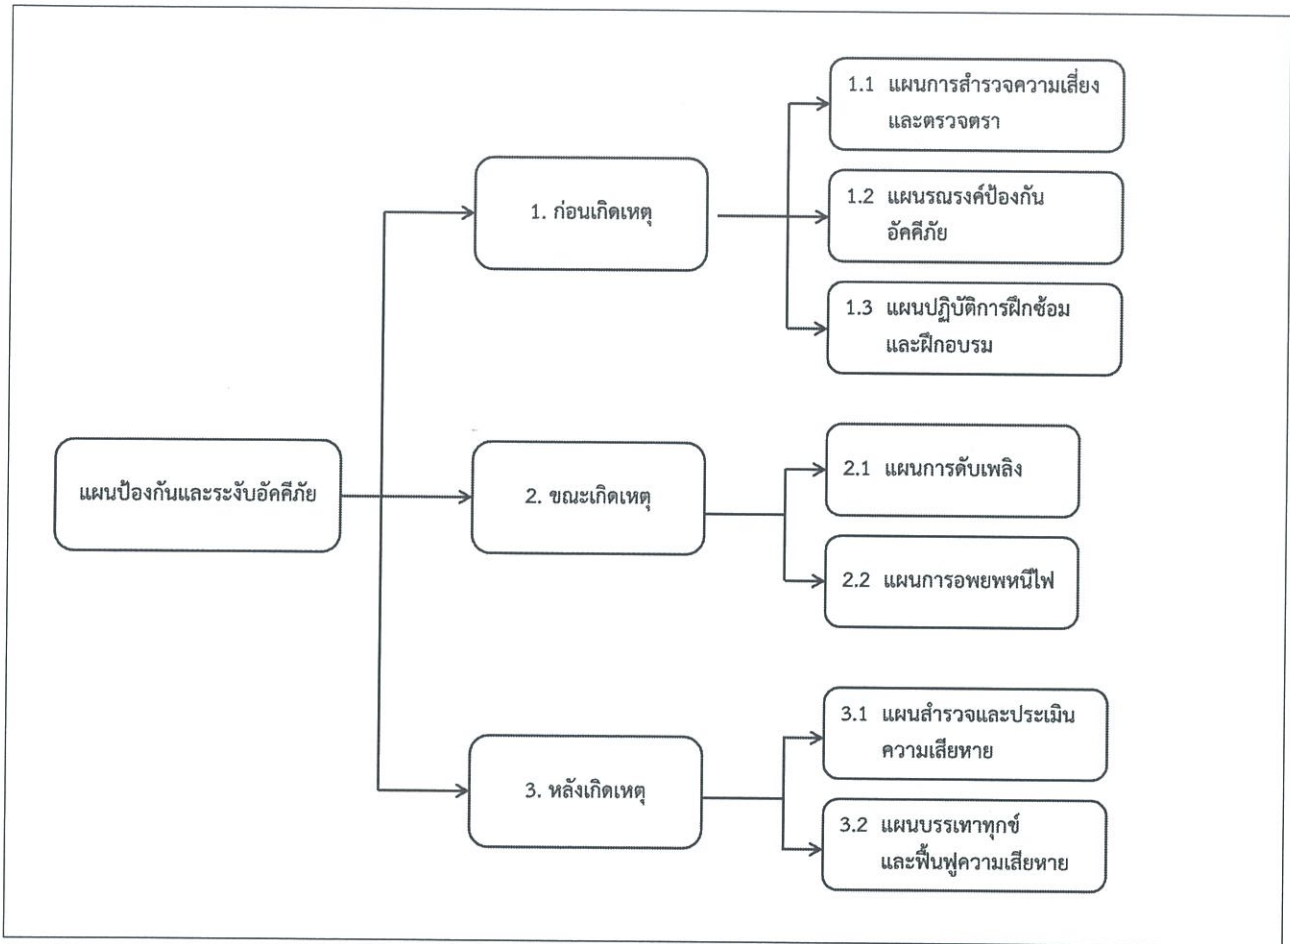 แผนป้องกันและระงับอัคคีภัย
1. ก่อนเกิดเหตุ
1.1 แผนการสำรวจความเสี่ยง
และตรวจตรา
1.2 แผนรณรงค์ป้องกัน
อัคคีภัย
1.3 แผนปฏิบัติการฝึกซ้อม
และฝึกอบรม
2. ขณะเกิดเหตุ
2.1 แผนการดับเพลิง
2.2 แผนการอพยพหนีไฟ
3. หลังเกิดเหตุ
3.1 แผนสำรวจและประเมิน
ความเสียหาย
3.2 แผนบรรเทาทุกข์
และฟื้นฟูความเสียหาย